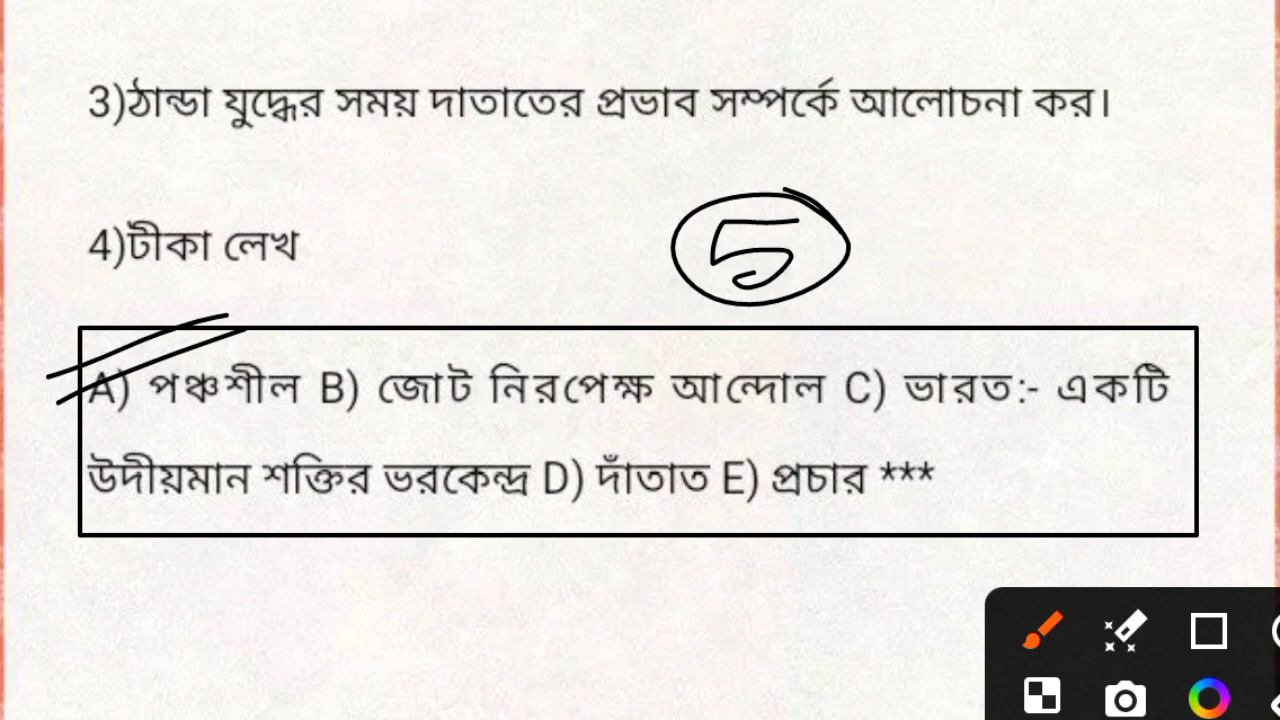 3)ঠান্ডা যুদ্ধের সময় দাতাতের প্রভাব সম্পর্কে আলোচনা কর।
4)টীকা লেখ
5
A) পঞ্চশীল B) জোট নিরপেক্ষ আন্দোল C) ভারত:- একটি
উদীয়মান শক্তির ভরকেন্দ্র D) দাঁতাত E) প্রচার ***